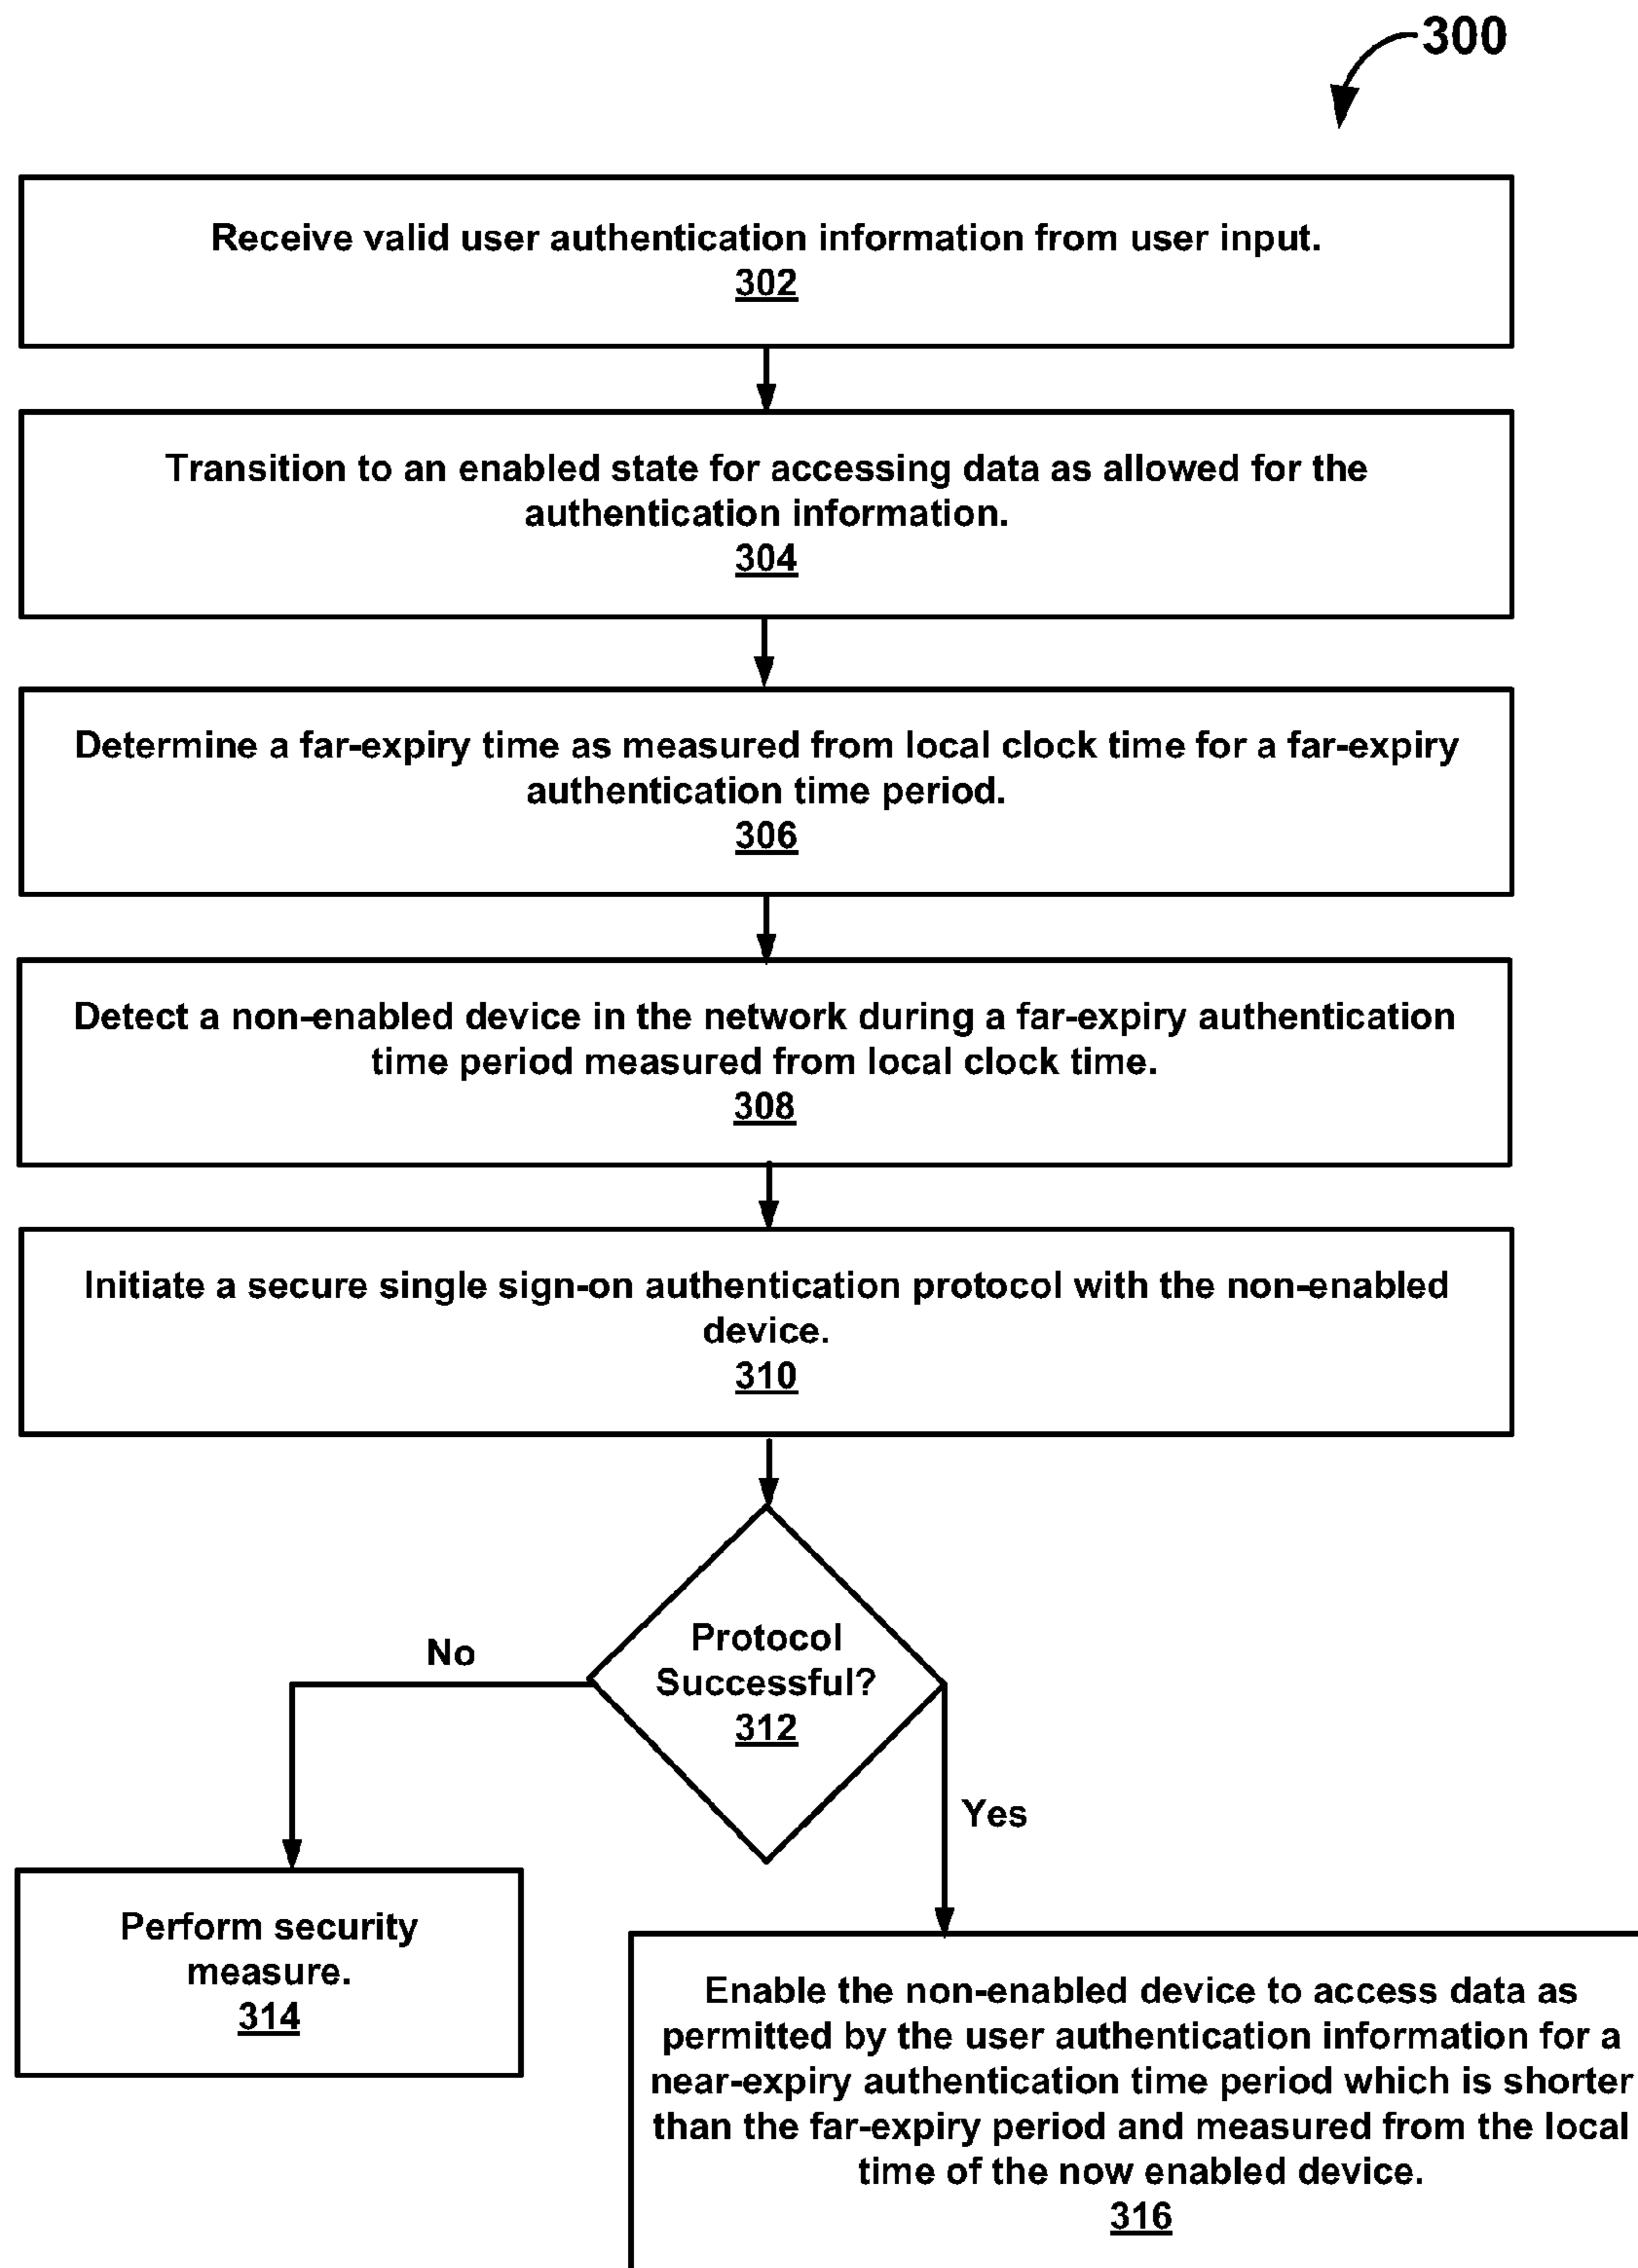 300
Receive valid user authentication information from user input.
302
Transition to an enabled state for accessing data as allowed for the
authentication information.
304
Determine a far-expiry time as measured from local clock time for a far-expiry
authentication time period.
306
Detect a non-enabled device in the network during a far-expiry authentication
time period measured from local clock time.
308
Initiate a secure single sign-on authentication protocol with the non-enabled
device.
310
Protocol
Successful?
312
No
Yes
Perform security
measure.
314
Enable the non-enabled device to access data as
permitted by the user authentication information for a
near-expiry authentication time period which is shorter
than the far-expiry period and measured from the local
time of the now enabled device.
316